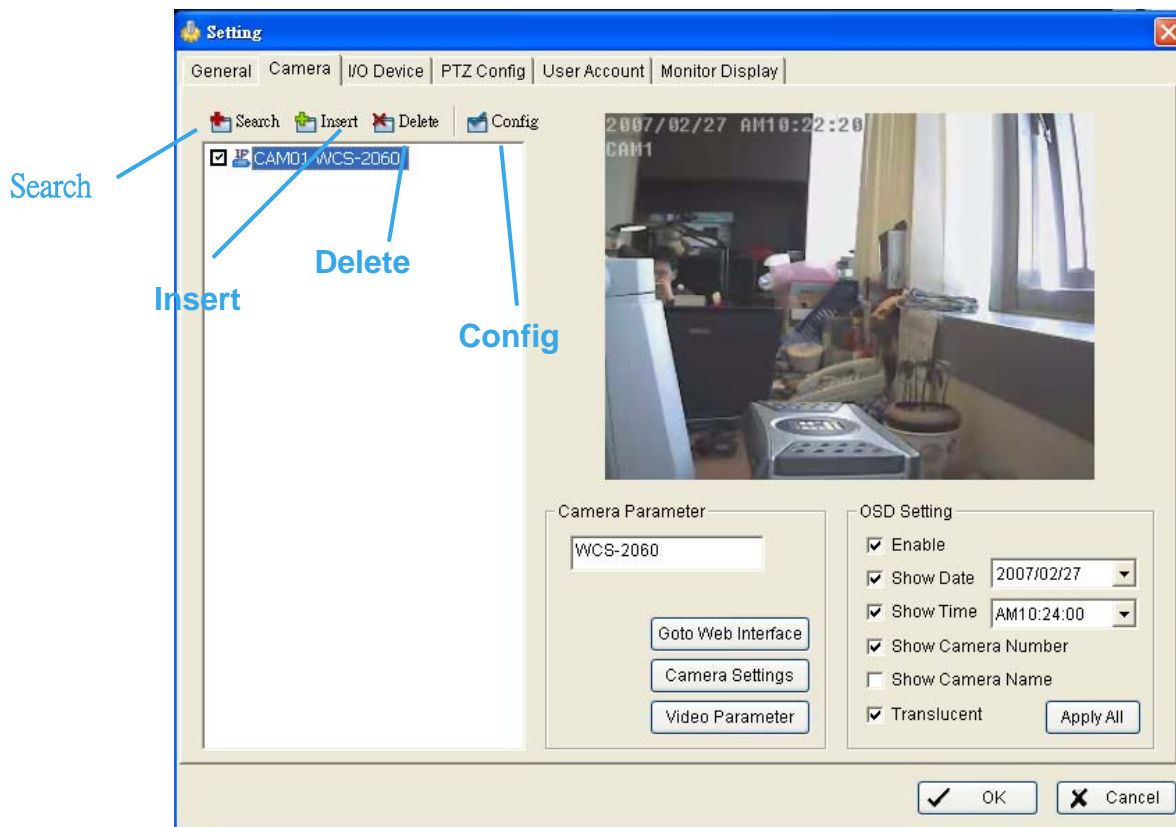 Setting
General Camera I/O Device PTZ Config User Account Monitor Display
Search Insert Delete Config
CAM01 WCS-2060
2007/02/27 AM10:22:20
CAM1
Search
Delete
Insert
Config
Camera Parameter
WCS-2060
Goto Web Interface
Camera Settings
Video Parameter
OSD Setting
Enable
Show Date 2007/02/27
Show Time AM10:24:00
Show Camera Number
Show Camera Name
Translucent Apply All
OK Cancel